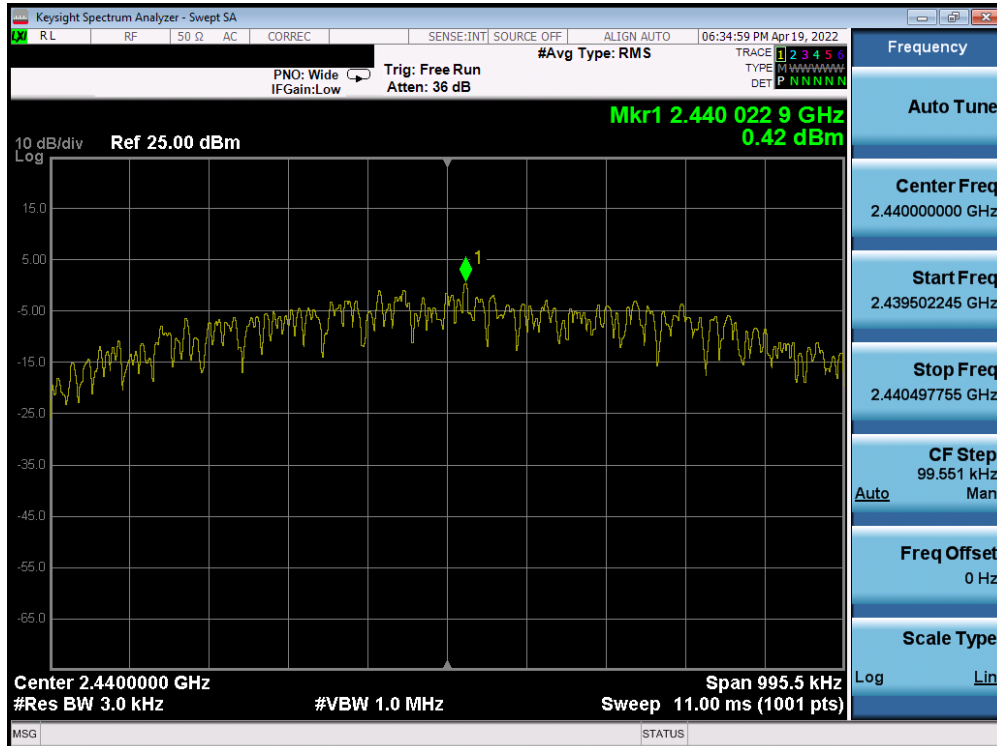 Keysight Spectrum Analyzer - Swept SA
LXI RL RF 50 Ω AC CORREC SENSE:INT SOURCE OFF ALIGN AUTO 06:34:59 PM Apr 19, 2022
#Avg Type: RMS
TRACE 1 2 3 4 5 6
PNO: Wide Trig: Free Run
TYPE M WWWWW
IFGain:Low Atten: 36 dB
DET P N N N N N
Mkr1 2.440 022 9 GHz
0.42 dBm
10 dB/div Ref 25.00 dBm
Log
15.0
5.00
1
-5.00
-15.0
-25.0
-35.0
-45.0
-55.0
-65.0
Center 2.4400000 GHz Span 995.5 kHz
#Res BW 3.0 kHz #VBW 1.0 MHz Sweep 11.00 ms (1001 pts)
MSG STATUS
Frequency
Auto Tune
Center Freq
2.440000000 GHz
Start Freq
2.439502245 GHz
Stop Freq
2.440497755 GHz
CF Step
99.551 kHz
Auto Man
Freq Offset
0 Hz
Scale Type
Log Lin